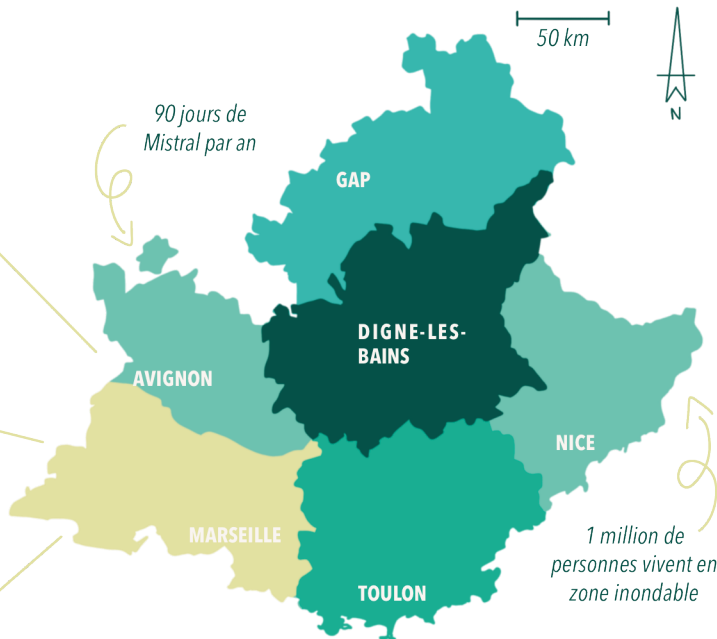 50 km
N
90 jours de
Mistral par an
GAP
DIGNE-LES-
BAINS
AVIGNON
NICE
MARSEILLE
1 million de
personnes vivent en
zone inondable
TOULON